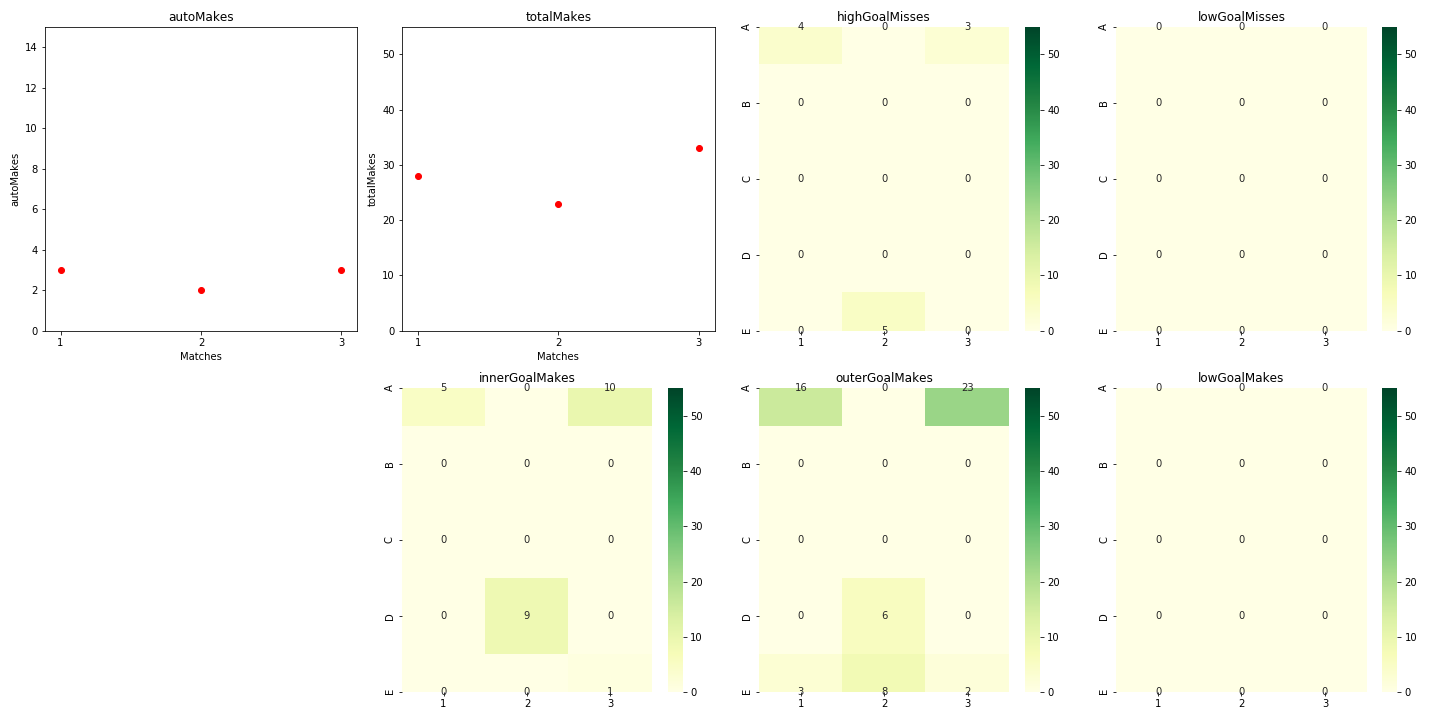 autoMakes
14
12
10
8
6
4
2
0
autoMakes
1 2 3
Matches
totalMakes
50
40
30
20
10
0
totalMakes
1 2 3
Matches
highGoalMisses
A 4 0 3
B 0 0 0
C 0 0 0
D 0 0 0
E 0 5 0
1 2 3
50
40
30
20
10
0
lowGoalMisses
A 0 0 0
B 0 0 0
C 0 0 0
D 0 0 0
E 0 0 0
1 2 3
50
40
30
20
10
0
innerGoalMakes
A 5 0 10
B 0 0 0
C 0 0 0
D 0 9 0
E 0 0 1
1 2 3
50
40
30
20
10
0
outerGoalMakes
A 16 0 23
B 0 0 0
C 0 0 0
D 0 6 0
E 3 8 2
1 2 3
50
40
30
20
10
0
lowGoalMakes
A 0 0 0
B 0 0 0
C 0 0 0
D 0 0 0
E 0 0 0
1 2 3
50
40
30
20
10
0